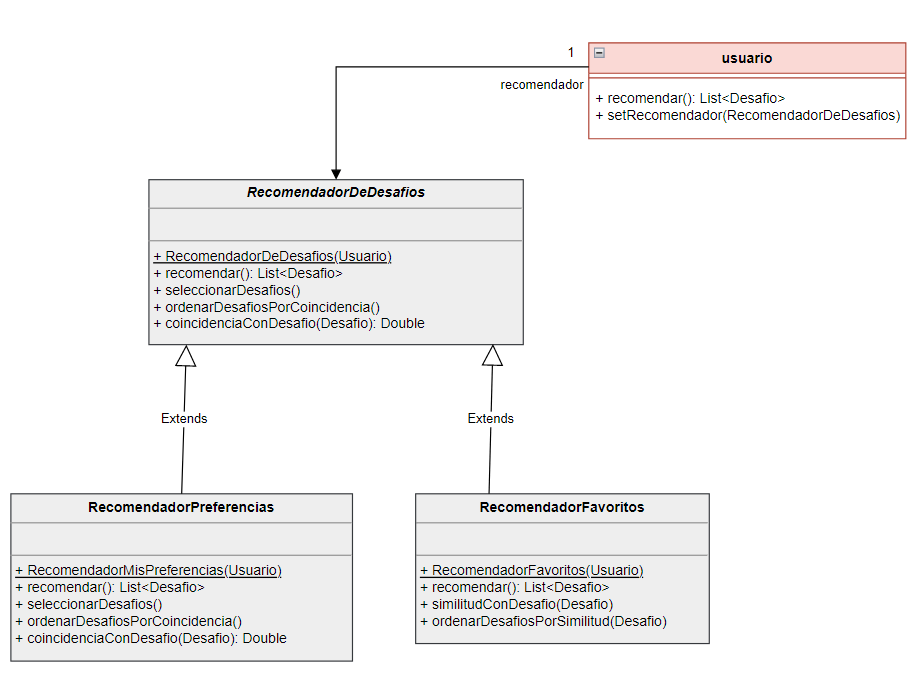 1
usuario
recomendador
+ recomendar(): List<Desafio>
+ setRecomendador(RecomendadorDeDesafios)
RecomendadorDeDesafios
+ RecomendadorDeDesafios(Usuario)
+ recomendar(): List<Desafio>
+ seleccionarDesafios()
+ ordenarDesafiosPorCoincidencia()
+ coincidenciaConDesafio(Desafio): Double
Extends
Extends
RecomendadorPreferencias
+ RecomendadorMisPreferencias(Usuario)
+ recomendar(): List<Desafio>
+ seleccionarDesafios()
+ ordenarDesafiosPorCoincidencia()
+ coincidenciaConDesafio(Desafio): Double
RecomendadorFavoritos
+ RecomendadorFavoritos(Usuario)
+ recomendar(): List<Desafio>
+ similitudConDesafio(Desafio)
+ ordenarDesafiosPorSimilitud(Desafio)